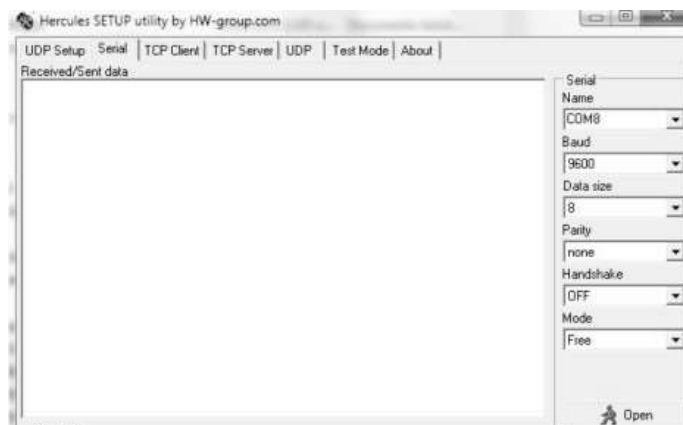 Hercules SETUP utility by HW-group.com
UDP Setup Serial TCP Client TCP Server UDP Test Mode About
Received/Sent data
Serial
Name
COM8
Baud
9600
Data size
8
Parity
none
Handshake
OFF
Mode
Free
Open